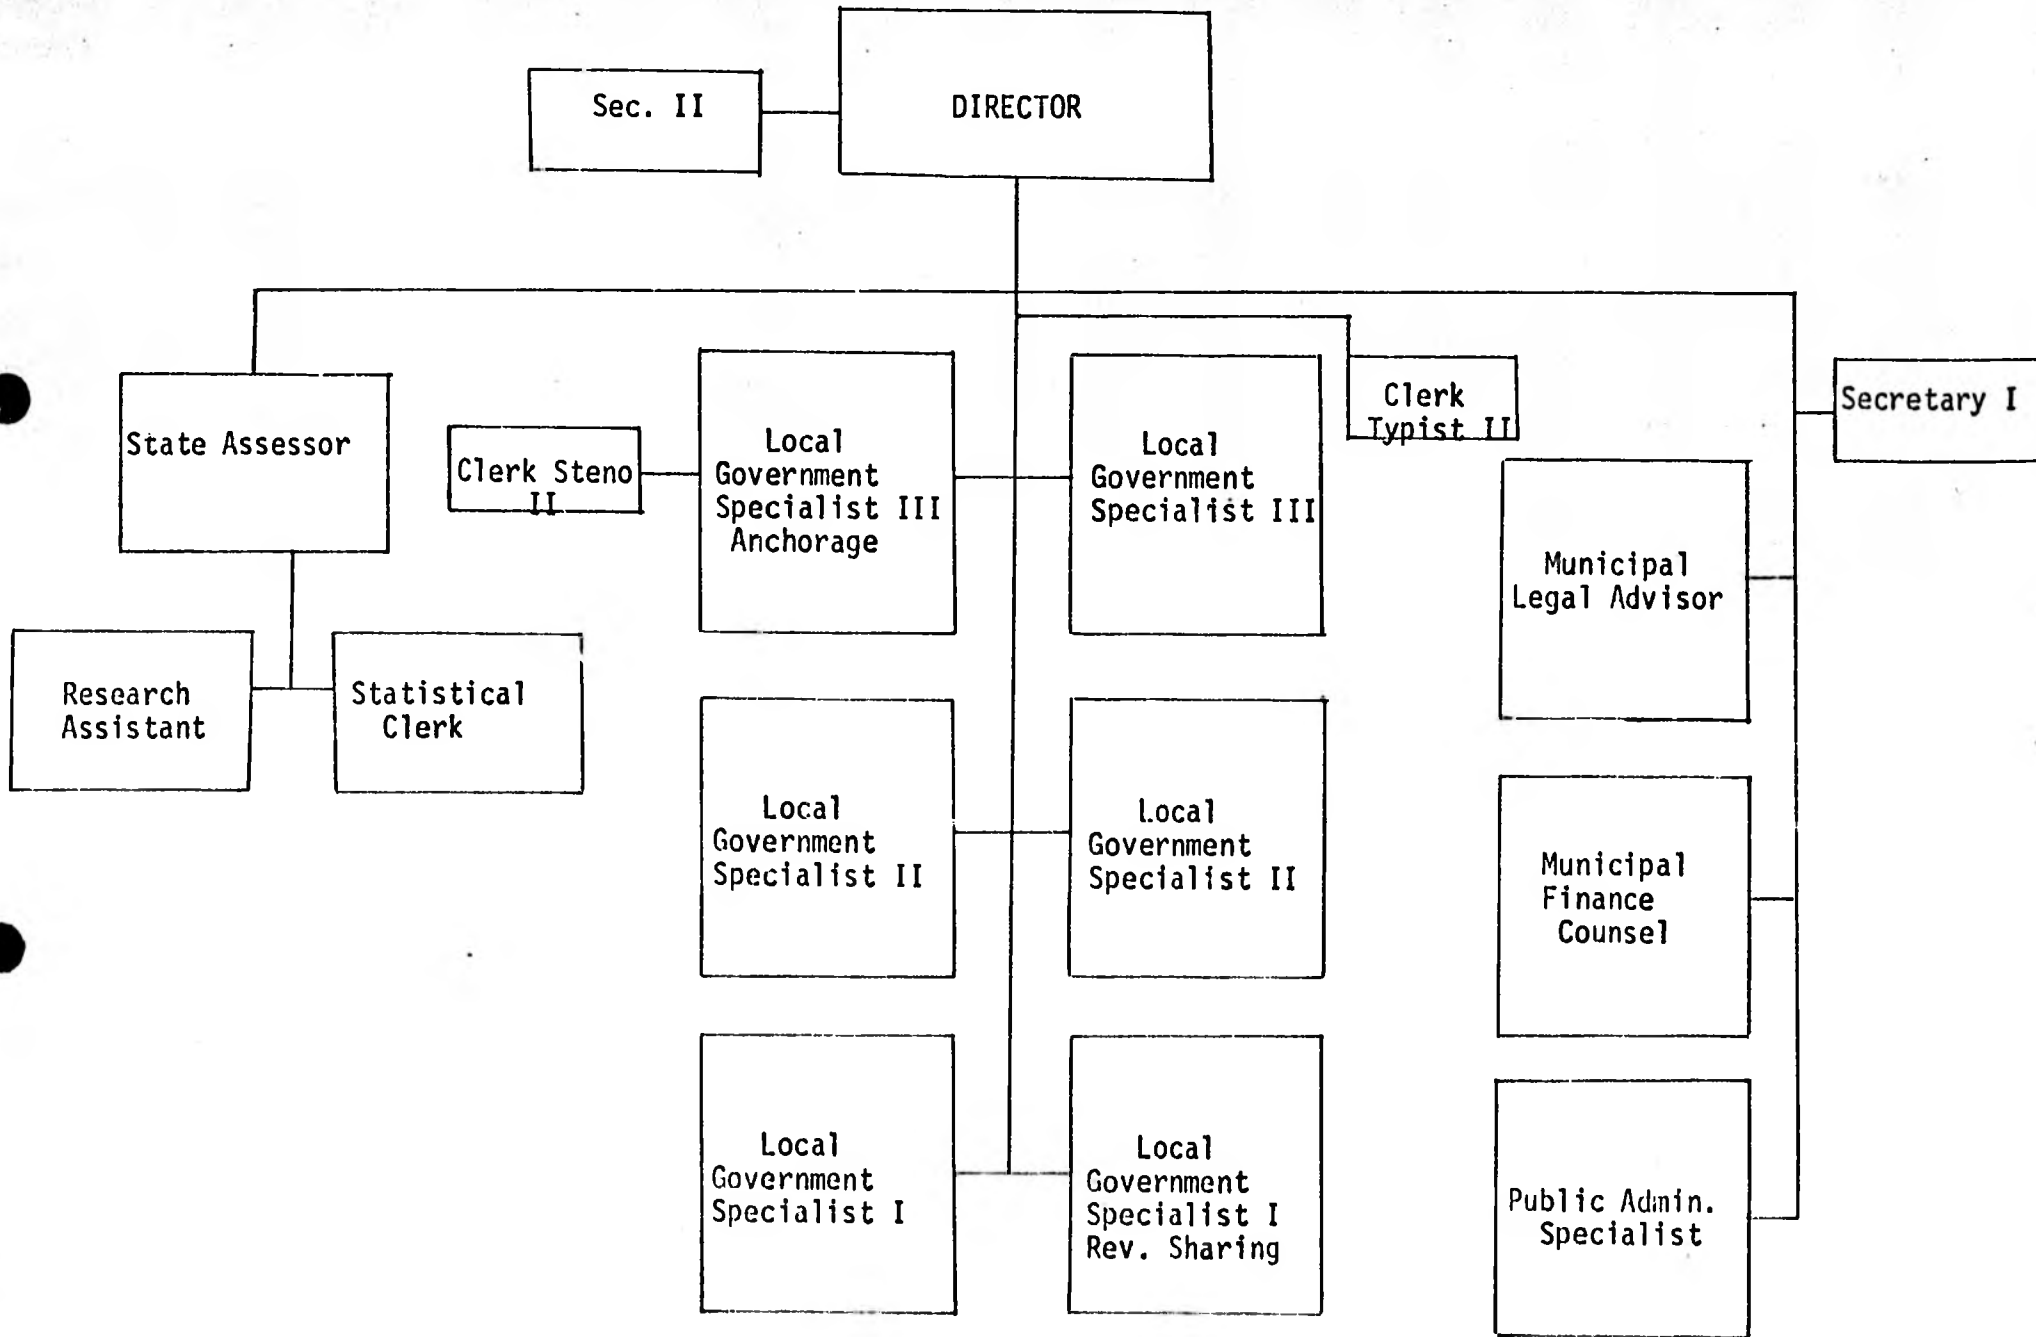 Sec. II
DIRECTOR
State Assessor
Clerk Steno
II
Local
Government
Specialist III
Anchorage
Local
Government
Specialist III
Clerk
Typist II
Secretary I
Municipal
Legal Advisor
Research
Assistant
Statistical
Clerk
Local
Government
Specialist II
Local
Government
Specialist II
Municipal
Finance
Counsel
Local
Government
Specialist I
Local
Government
Specialist I
Rev. Sharing
Public Admin.
Specialist